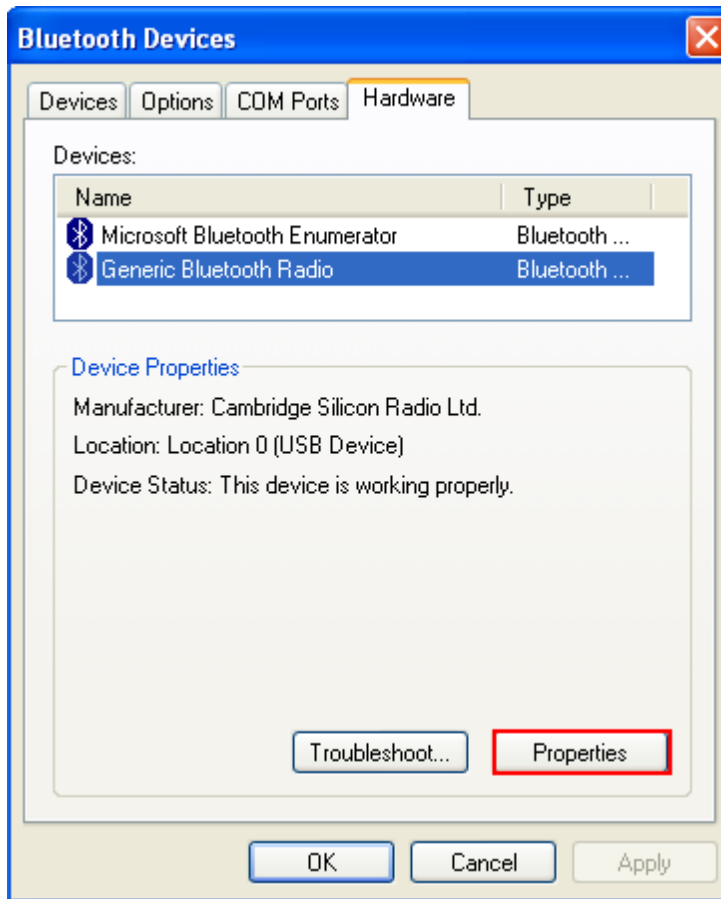 Bluetooth Devices
Devices Options COM Ports Hardware
Devices:
Name Type
Microsoft Bluetooth Enumerator Bluetooth ...
Generic Bluetooth Radio Bluetooth ...
Device Properties
Manufacturer: Cambridge Silicon Radio Ltd.
Location: Location 0 (USB Device)
Device Status: This device is working properly.
Troubleshoot... Properties
OK Cancel Apply